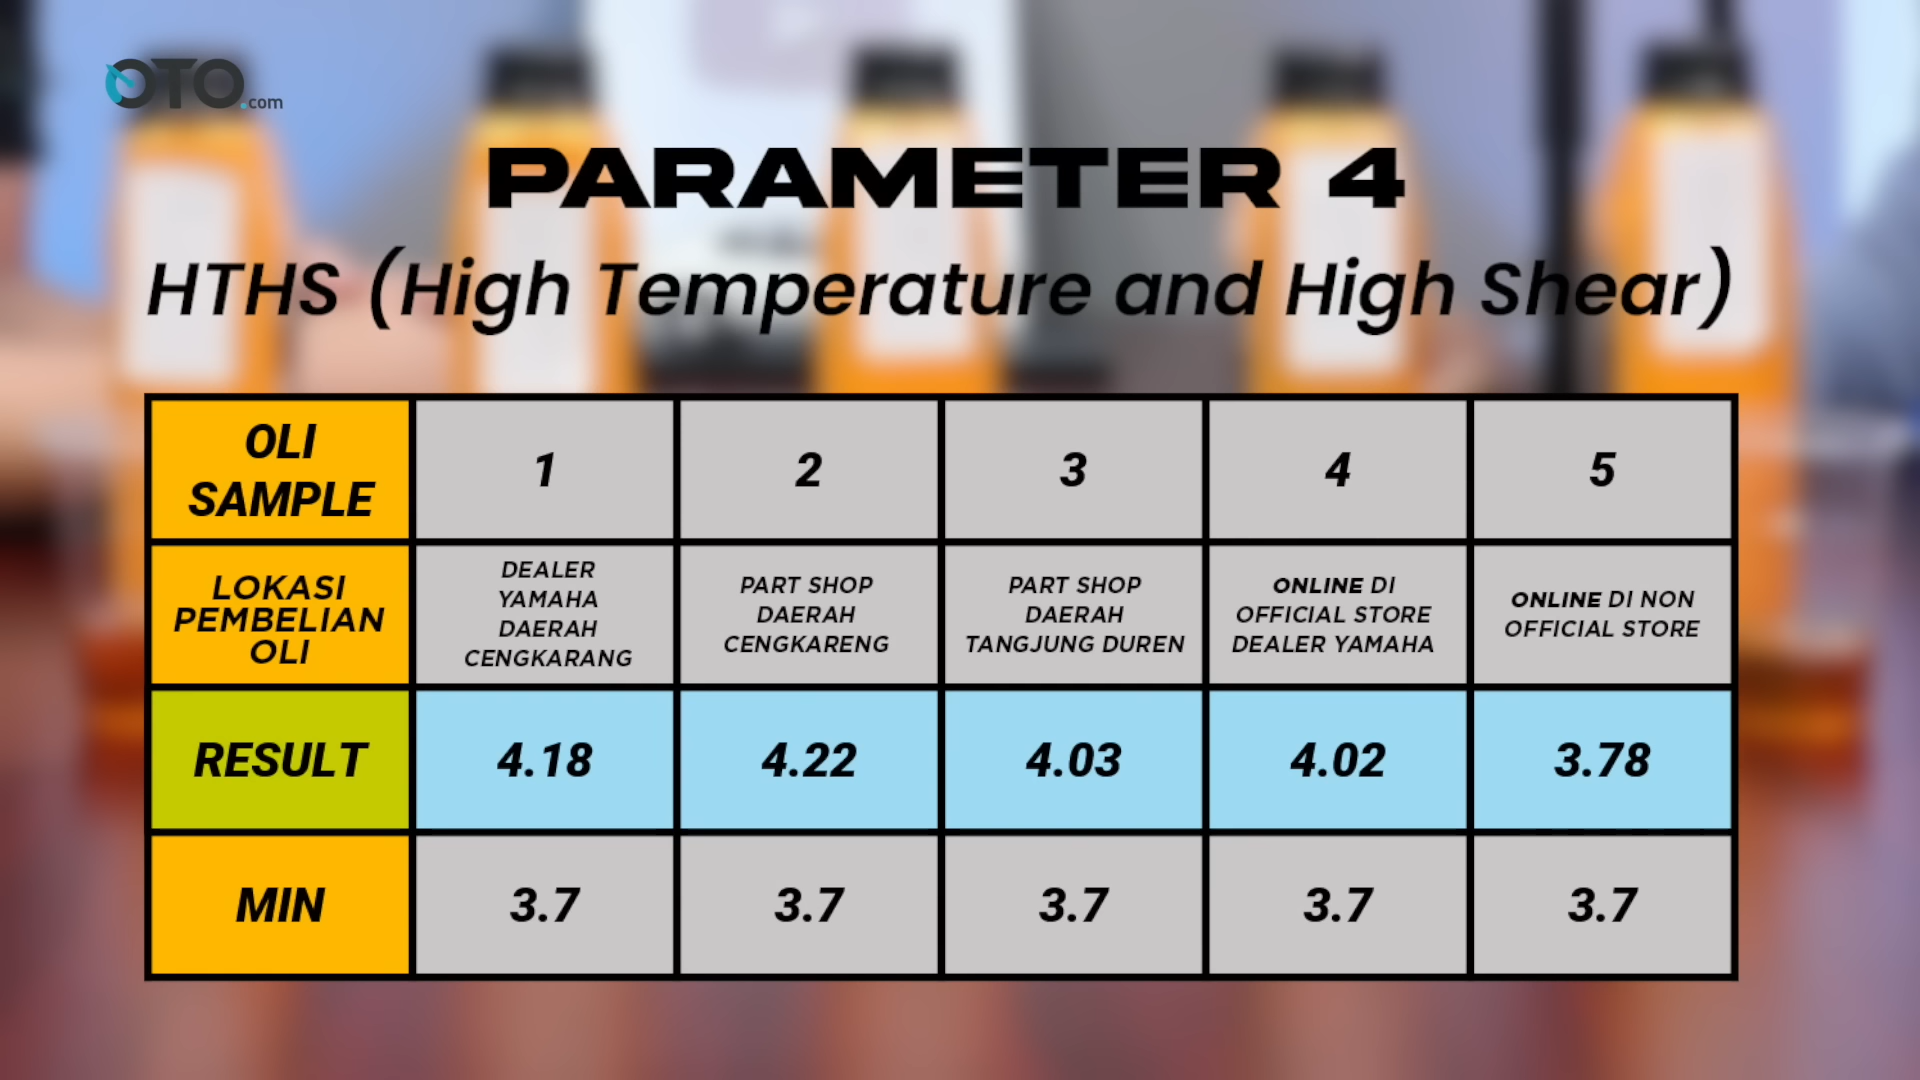 OTO.com
PARAMETER 4
HTHS (High Temperature and High Shear)
OLI
SAMPLE
1
2
3
4
5
LOKASI
PEMBELIAN
OLI
DEALER
YAMAHA
DAERAH
CENGKARANG
PART SHOP
DAERAH
CENGKARENG
PART SHOP
DAERAH
TANGJUNG DUREN
ONLINE DI
OFFICIAL STORE
DEALER YAMAHA
ONLINE DI NON
OFFICIAL STORE
RESULT
4.18
4.22
4.03
4.02
3.78
MIN
3.7
3.7
3.7
3.7
3.7